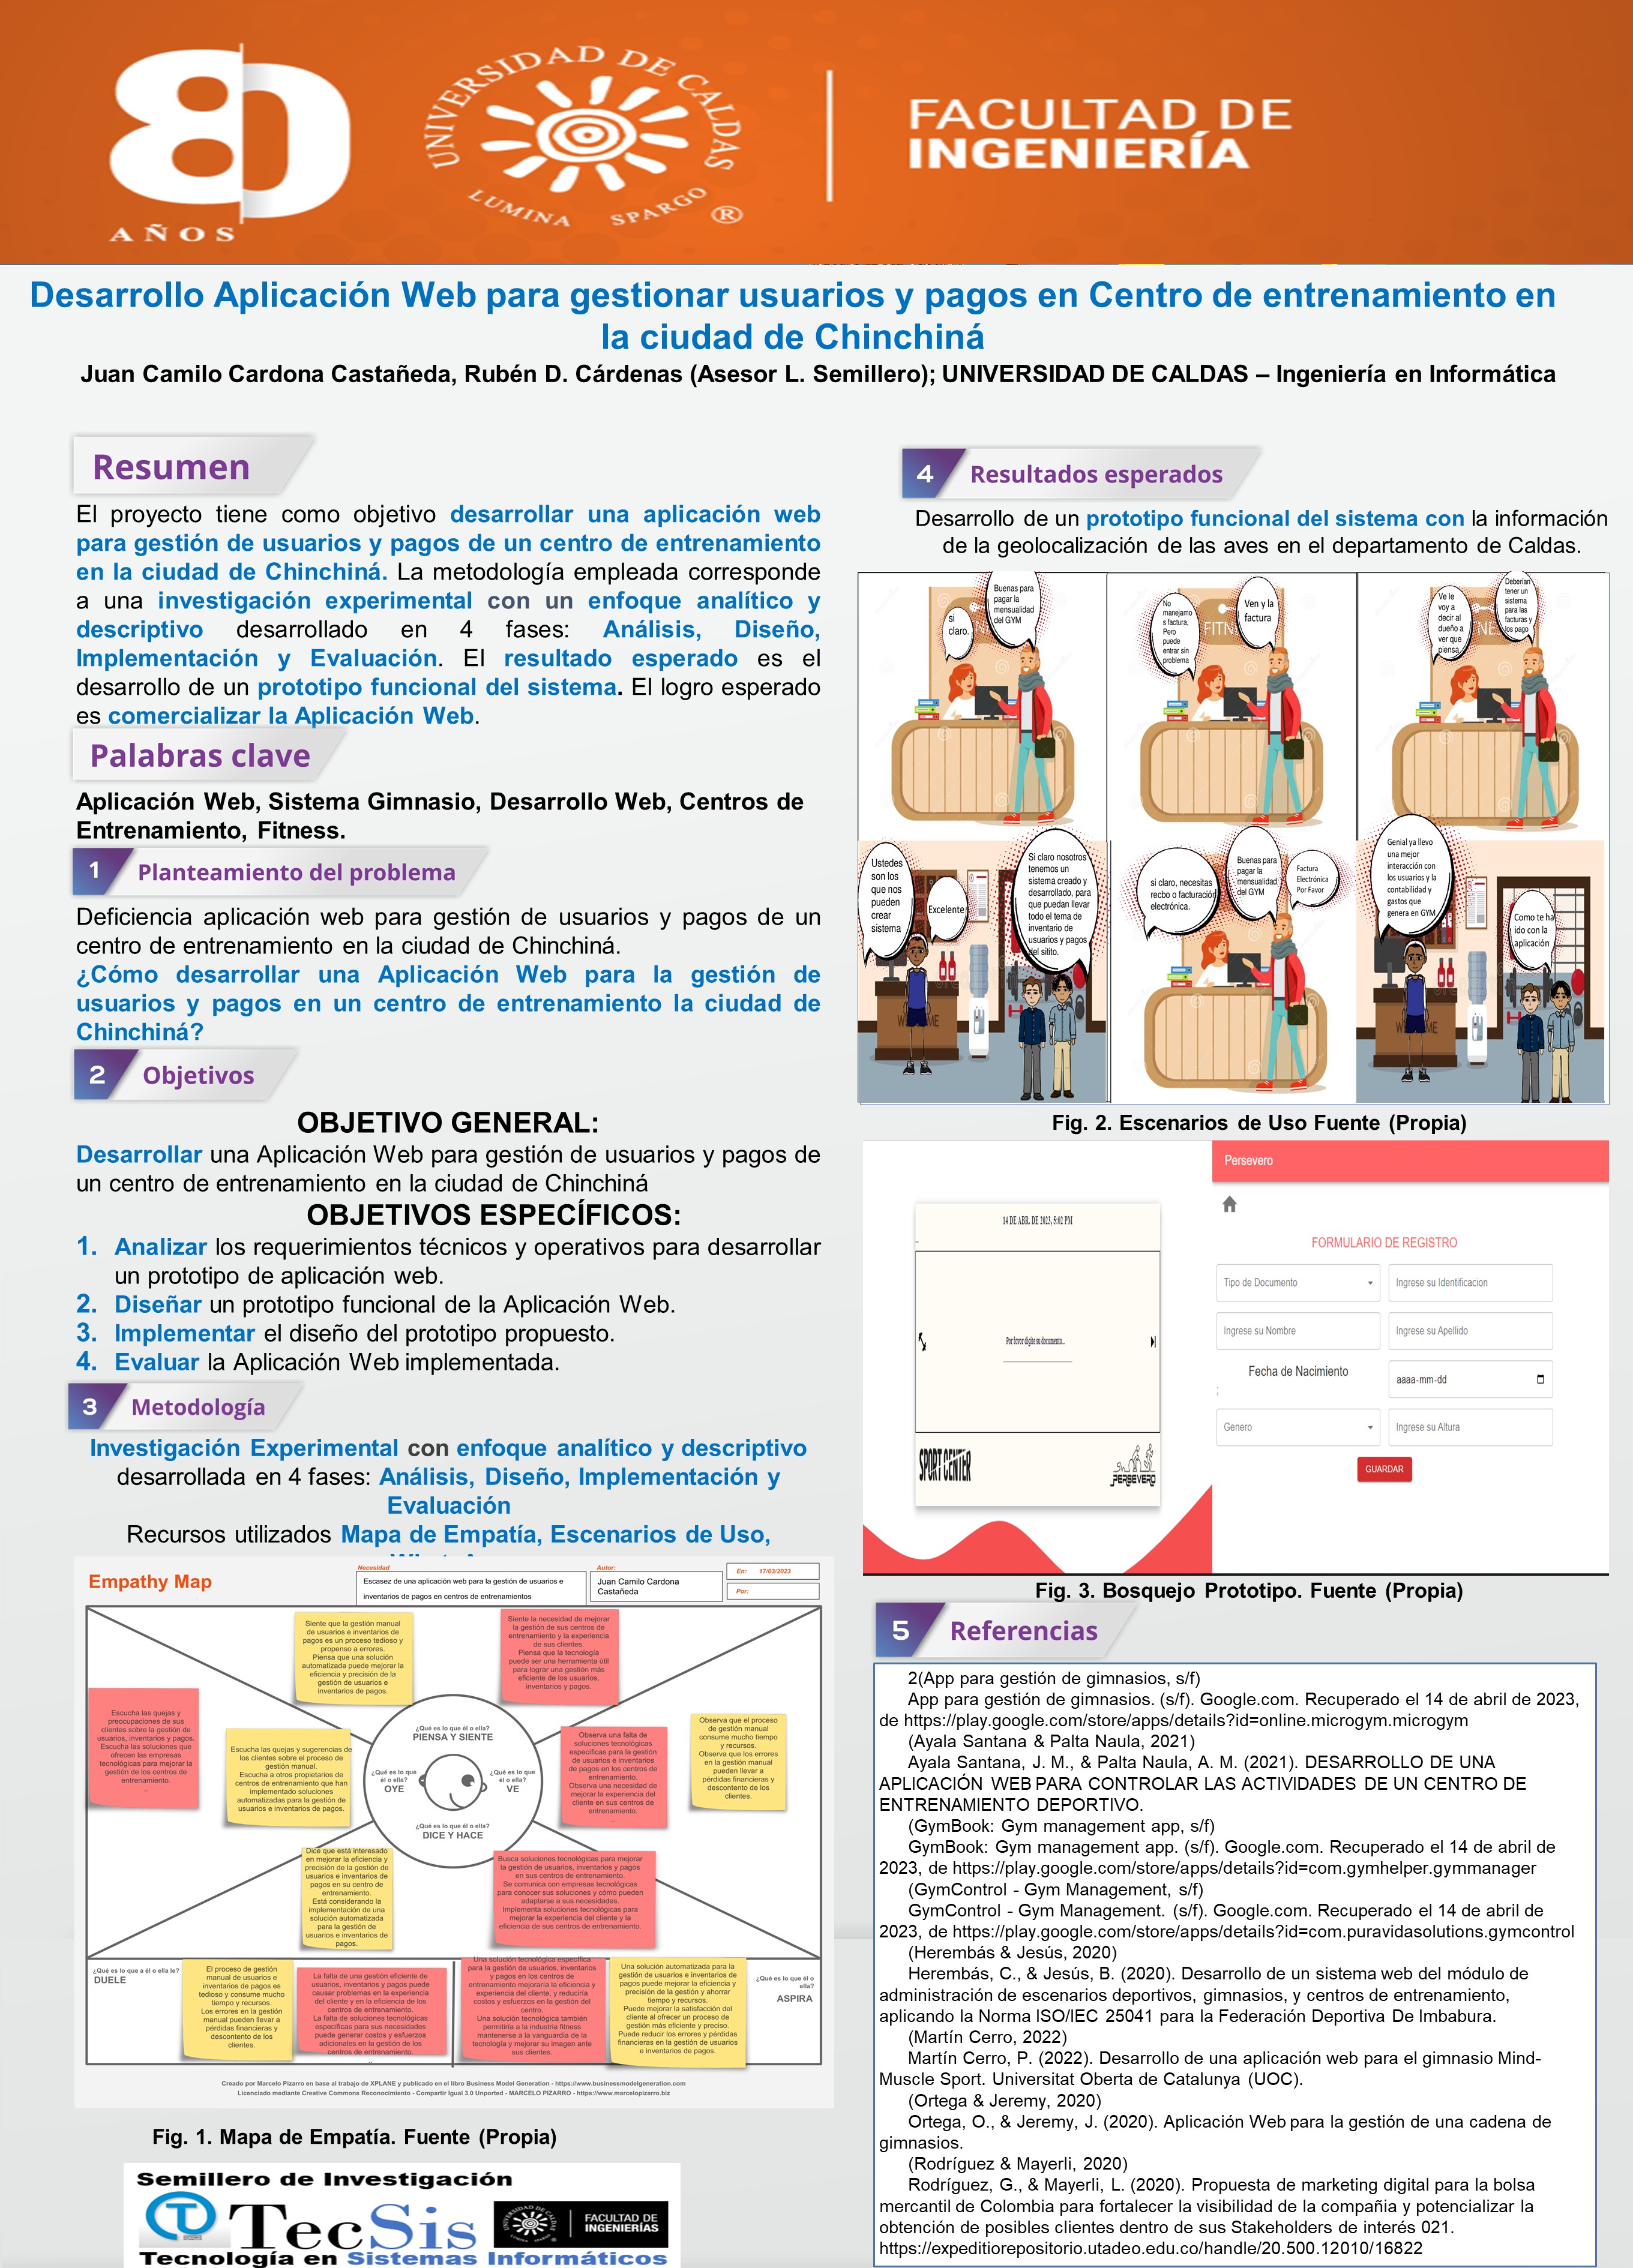 80
AÑOS
UNIVERSIDAD DE CALDAS
LUMINA SPARGO
®
FACULTAD DE
INGENIERÍA
Desarrollo Aplicación Web para gestionar usuarios y pagos en Centro de entrenamiento en
la ciudad de Chinchiná
Juan Camilo Cardona Castañeda, Rubén D. Cárdenas (Asesor L. Semillero); UNIVERSIDAD DE CALDAS – Ingeniería en Informática
Resumen
El proyecto tiene como objetivo desarrollar una aplicación web
para gestión de usuarios y pagos de un centro de entrenamiento
en la ciudad de Chinchiná. La metodología empleada corresponde
a una investigación experimental con un enfoque analítico y
descriptivo desarrollado en 4 fases: Análisis, Diseño,
Implementación y Evaluación. El resultado esperado es el
desarrollo de un prototipo funcional del sistema. El logro esperado
es comercializar la Aplicación Web.
Palabras clave
Aplicación Web, Sistema Gimnasio, Desarrollo Web, Centros de
Entrenamiento, Fitness.
1 Planteamiento del problema
Deficiencia aplicación web para gestión de usuarios y pagos de un
centro de entrenamiento en la ciudad de Chinchiná.
¿Cómo desarrollar una Aplicación Web para la gestión de
usuarios y pagos en un centro de entrenamiento la ciudad de
Chinchiná?
2 Objetivos
OBJETIVO GENERAL:
Desarrollar una Aplicación Web para gestión de usuarios y pagos de
un centro de entrenamiento en la ciudad de Chinchiná
OBJETIVOS ESPECÍFICOS:
1. Analizar los requerimientos técnicos y operativos para desarrollar
un prototipo de aplicación web.
2. Diseñar un prototipo funcional de la Aplicación Web.
3. Implementar el diseño del prototipo propuesto.
4. Evaluar la Aplicación Web implementada.
3 Metodología
Investigación Experimental con enfoque analítico y descriptivo
desarrollada en 4 fases: Análisis, Diseño, Implementación y
Evaluación
Recursos utilizados Mapa de Empatía, Escenarios de Uso,
Empathy Map
Necesidad
Escasez de una aplicación web para la gestión de usuarios e
inventarios de pagos en centros de entrenamientos
Autor:
Juan Camilo Cardona
Castañeda
En: 17/03/2023
Por:
Siente que la gestión manual
de usuarios e inventarios de
pagos es un proceso tedioso y
propenso a errores.
Piensa que una solución
automatizada puede mejorar la
eficiencia y precisión de la
gestión de usuarios e
inventarios de pagos.
Siente la necesidad de mejorar
la gestión de sus centros de
entrenamiento y la experiencia
de sus clientes.
Piensa que la tecnología
puede ser una herramienta útil
para lograr una gestión más
eficiente de los usuarios,
inventarios y pagos.
Escucha las quejas y
preocupaciones de sus
clientes sobre la gestión de
usuarios, inventarios y pagos.
Escucha las soluciones que
ofrecen las empresas
tecnológicas para mejorar la
gestión de los centros de
entrenamiento.
Escucha las quejas y sugerencias de
los clientes sobre el proceso de
gestión manual.
Escucha a otros propietarios de
centros de entrenamiento que han
implementado soluciones
automatizadas para la gestión de
usuarios e inventarios de pagos.
¿Qué es lo que él o ella?
PIENSA Y SIENTE
¿Qué es lo que
él o ella?
OYE
¿Qué es lo que
él o ella?
VE
¿Qué es lo que él o ella?
DICE Y HACE
Observa una falta de
soluciones tecnológicas
específicas para la gestión
de usuarios e inventarios
de pagos en los centros de
entrenamiento.
Observa una necesidad de
mejorar la experiencia del
cliente en sus centros de
entrenamiento.
Observa que el proceso
de gestión manual
consume mucho tiempo
y recursos.
Observa que los errores
en la gestión manual
pueden llevar a
pérdidas financieras y
descontento de los
clientes.
Dice que está interesado
en mejorar la eficiencia y
precisión de la gestión de
usuarios e inventarios de
pagos en su centro de
entrenamiento.
Está considerando la
implementación de una
solución automatizada
para la gestión de
usuarios e inventarios de
pagos.
Busca soluciones tecnológicas para mejorar
la gestión de usuarios, inventarios y pagos
en sus centros de entrenamiento.
Se comunica con empresas tecnológicas
para conocer sus soluciones y cómo pueden
adaptarse a sus necesidades.
Implementa soluciones tecnológicas para
mejorar la experiencia del cliente y la
eficiencia de sus centros de entrenamiento.
¿Qué es lo que a él o ella le?
DUELE
El proceso de gestión
manual de usuarios e
inventarios de pagos es
tedioso y consume mucho
tiempo y recursos.
Los errores en la gestión
manual pueden llevar a
pérdidas financieras y
descontento de los
clientes.
La falta de una gestión eficiente de
usuarios, inventarios y pagos puede
causar problemas en la experiencia
del cliente y en la eficiencia de los
centros de entrenamiento.
La falta de soluciones tecnológicas
específicas para sus necesidades
puede generar costos y esfuerzos
adicionales en la gestión de los
centros de entrenamiento.
Una solución tecnológica específica
para la gestión de usuarios, inventarios
y pagos en los centros de
entrenamiento mejoraría la eficiencia y
experiencia del cliente, y reduciría
costos y esfuerzos en la gestión del
centro.
Una solución tecnológica también
permitiría a la industria fitness
mantenerse a la vanguardia de la
tecnología y mejorar su imagen ante
sus clientes.
Una solución automatizada para la
gestión de usuarios e inventarios de
pagos puede mejorar la eficiencia y
precisión de la gestión y ahorrar
tiempo y recursos.
Puede mejorar la satisfacción del
cliente al ofrecer un proceso de
gestión más eficiente y preciso.
Puede reducir los errores y pérdidas
financieras en la gestión de usuarios
e inventarios de pagos.
¿Qué es lo que él o
ella?
ASPIRA
Creado por Marcelo Pizarro en base al trabajo de XPLANE y publicado en el libro Business Model Generation - https://www.businessmodelgeneration.com
Licenciado mediante Creative Commons Reconocimiento - Compartir Igual 3.0 Unported - MARCELO PIZARRO - https://www.marcelopizarro.biz
Fig. 1. Mapa de Empatía. Fuente (Propia)
Semillero de Investigación
TecSis
UNIVERSIDAD DE CALDAS
FACULTAD DE
INGENIERÍAS
Tecnología en Sistemas Informáticos
4 Resultados esperados
Desarrollo de un prototipo funcional del sistema con la información
de la geolocalización de las aves en el departamento de Caldas.
si
claro.
Buenas para
pagar la
mensualidad
del GYM
No
manejamo
s factura,
Pero
puede
entrar sin
problema
FITN
Ven y la
factura
Ve le
voy a
decir al
dueño a
ver que
piensa
Deberían
tener un
sistema
para las
facturas y
los pago
Ustedes
son los
que nos
pueden
crear
sistema
Excelente
Si claro nosotros
tenemos un
sistema creado y
desarrollado, para
que puedan llevar
todo el tema de
inventario de
usuarios y pagos
del sitito.
si claro, necesitas
recbo o facturación
electrónica.
Buenas para
pagar la
mensualidad
del GYM
Factura
Electrónica
Por Favor
Genial ya llevo
una mejor
interacción con
los usuarios y la
contabilidad y
gastos que
genera en GYM
Como te ha
ido con la
aplicación
Fig. 2. Escenarios de Uso Fuente (Propia)
14 DE ABR. DE 2023, 5:02 PM
Por favor digite su documento...
SPORT CENTER
PERSEVERO
Persevero
FORMULARIO DE REGISTRO
Tipo de Documento
Ingrese su Identificacion
Ingrese su Nombre
Ingrese su Apellido
Fecha de Nacimiento
aaaa-mm-dd
Genero
Ingrese su Altura
GUARDAR
Fig. 3. Bosquejo Prototipo. Fuente (Propia)
5 Referencias
2(App para gestión de gimnasios, s/f)
App para gestión de gimnasios. (s/f). Google.com. Recuperado el 14 de abril de 2023,
de https://play.google.com/store/apps/details?id=online.microgym.microgym
(Ayala Santana & Palta Naula, 2021)
Ayala Santana, J. M., & Palta Naula, A. M. (2021). DESARROLLO DE UNA
APLICACIÓN WEB PARA CONTROLAR LAS ACTIVIDADES DE UN CENTRO DE
ENTRENAMIENTO DEPORTIVO.
(GymBook: Gym management app, s/f)
GymBook: Gym management app. (s/f). Google.com. Recuperado el 14 de abril de
2023, de https://play.google.com/store/apps/details?id=com.gymhelper.gymmanager
(GymControl - Gym Management, s/f)
GymControl - Gym Management. (s/f). Google.com. Recuperado el 14 de abril de
2023, de https://play.google.com/store/apps/details?id=com.puravidasolutions.gymcontrol
(Herembás & Jesús, 2020)
Herembás, C., & Jesús, B. (2020). Desarrollo de un sistema web del módulo de
administración de escenarios deportivos, gimnasios, y centros de entrenamiento,
aplicando la Norma ISO/IEC 25041 para la Federación Deportiva De Imbabura.
(Martín Cerro, 2022)
Martín Cerro, P. (2022). Desarrollo de una aplicación web para el gimnasio Mind-
Muscle Sport. Universitat Oberta de Catalunya (UOC).
(Ortega & Jeremy, 2020)
Ortega, O., & Jeremy, J. (2020). Aplicación Web para la gestión de una cadena de
gimnasios.
(Rodríguez & Mayerli, 2020)
Rodríguez, G., & Mayerli, L. (2020). Propuesta de marketing digital para la bolsa
mercantil de Colombia para fortalecer la visibilidad de la compañia y potencializar la
obtención de posibles clientes dentro de sus Stakeholders de interés 021.
https://expeditiorepositorio.utadeo.edu.co/handle/20.500.12010/16822